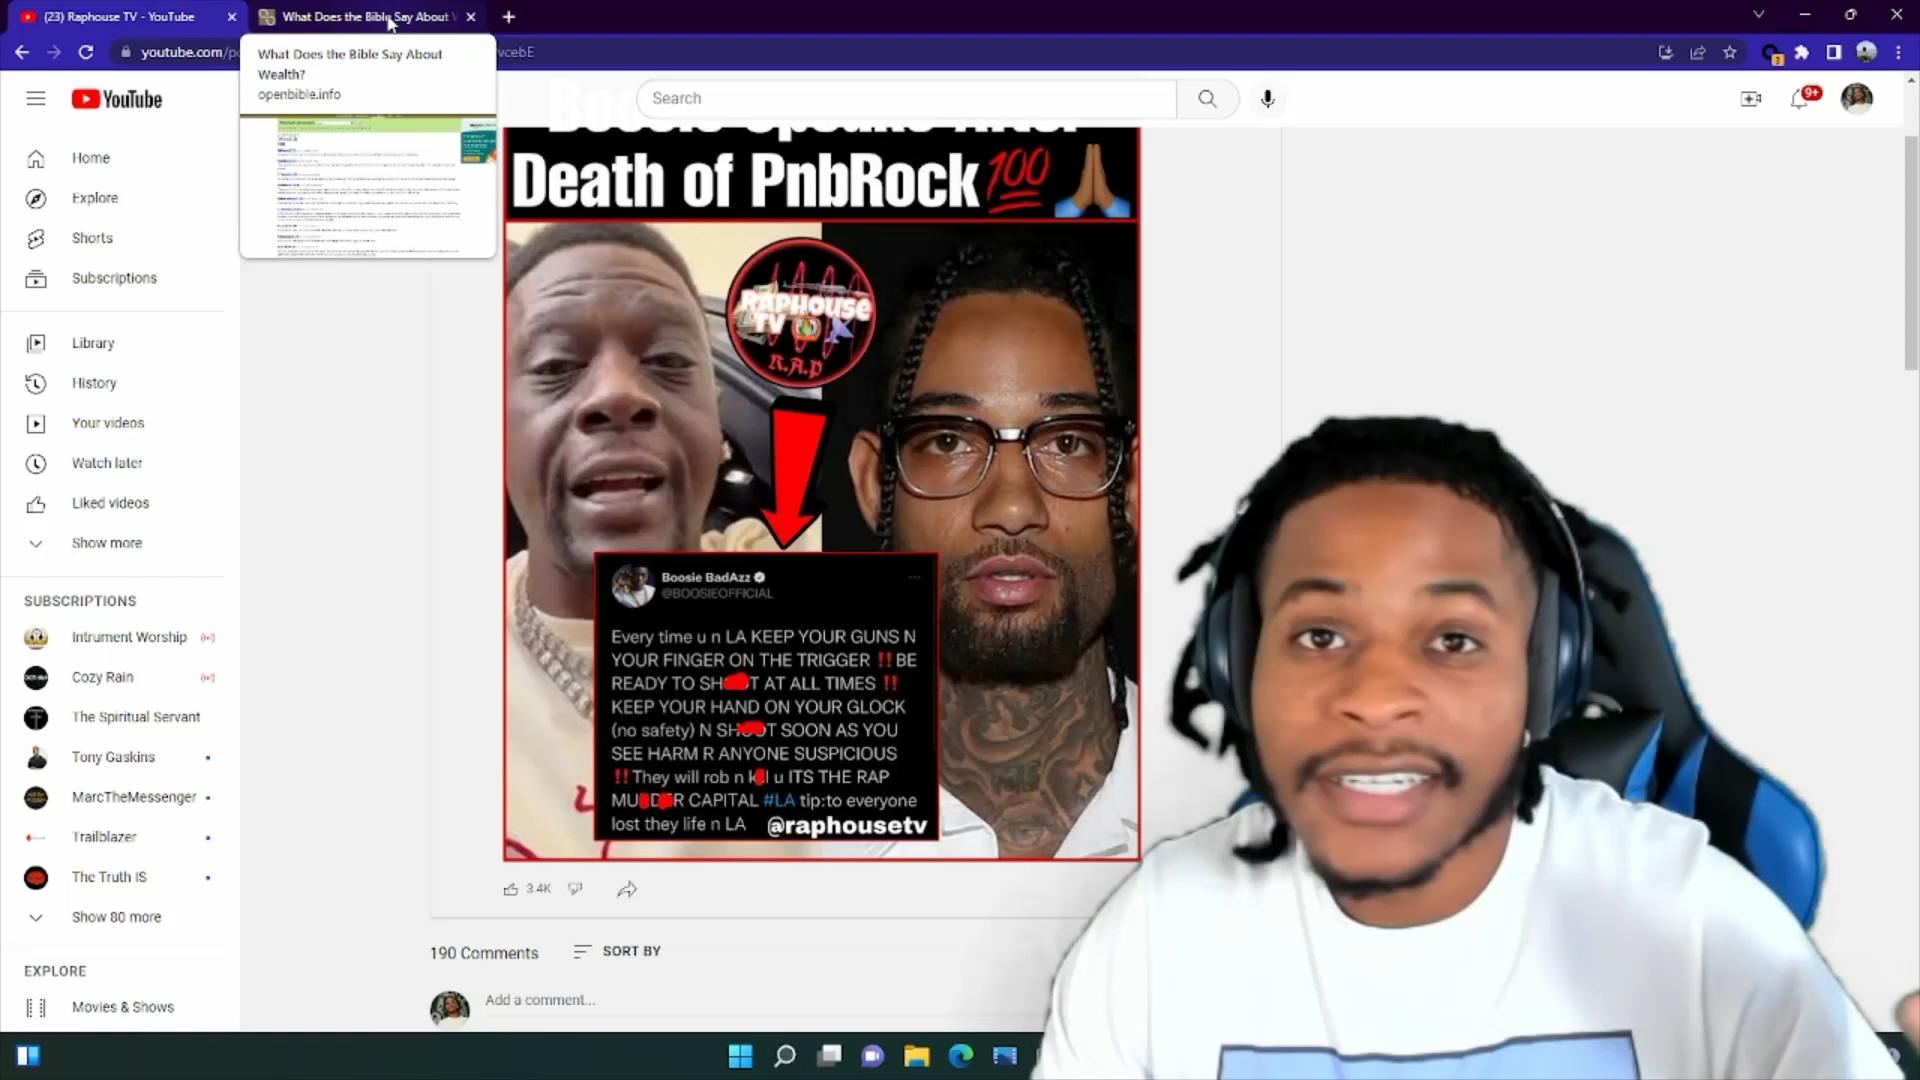 (23) Raphouse TV - YouTube
What Does the Bible Say About
youtube.com/po
vcebE
What Does the Bible Say About
Wealth?
openbible.info
YouTube
Search
9+
Home
Explore
Shorts
Subscriptions
Library
History
Your videos
Watch later
Liked videos
Show more
SUBSCRIPTIONS
Intrument Worship
Cozy Rain
The Spiritual Servant
Tony Gaskins
MarcTheMessenger
Trailblazer
The Truth IS
Show 80 more
EXPLORE
Movies & Shows
Boosie Speaks After
Death of PnbRock 💯🙏🏾
RAPHOUSE
TV
R.A.P
Boosie BadAzz
@BOOSIEOFFICIAL
Every time u n LA KEEP YOUR GUNS N
YOUR FINGER ON THE TRIGGER ‼️BE
READY TO SH T AT ALL TIMES ‼️
KEEP YOUR HAND ON YOUR GLOCK
(no safety) N SH T SOON AS YOU
SEE HARM R ANYONE SUSPICIOUS
‼️They will rob n k l u ITS THE RAP
MU D R CAPITAL #LA tip:to everyone
lost they life n LA @raphousetv
3.4K
190 Comments
SORT BY
Add a comment...